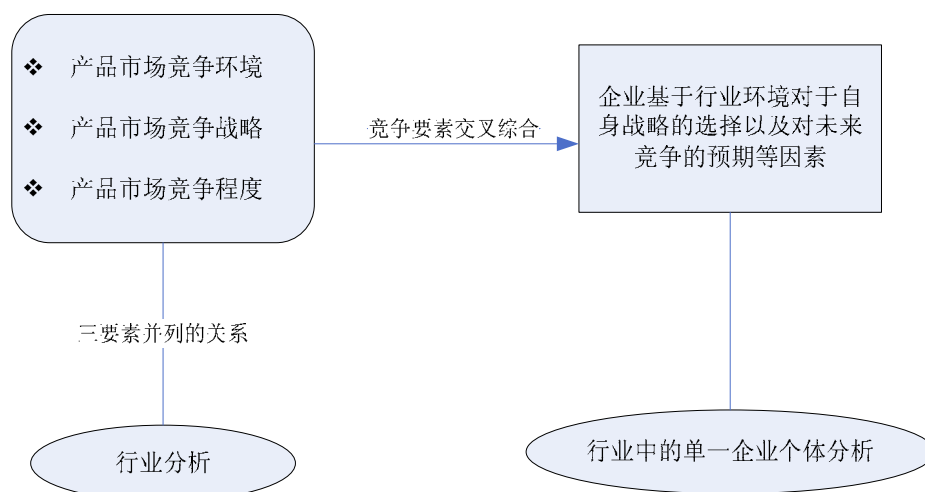 ❖ 产品市场竞争环境
❖ 产品市场竞争战略
❖ 产品市场竞争程度
竞争要素交叉综合
企业基于行业环境对于自
身战略的选择以及对未来
竞争的预期等因素
三要素并列的关系
行业分析
行业中的单一企业个体分析